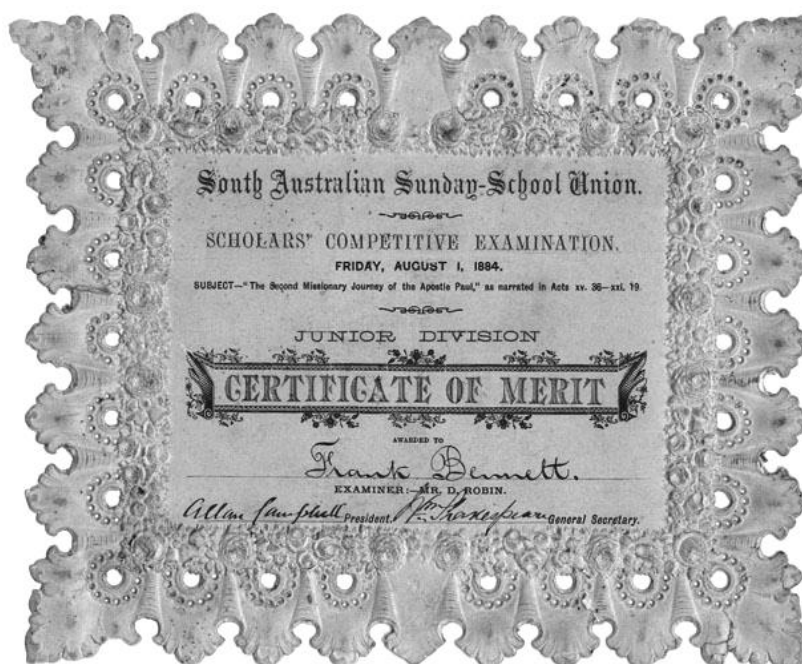 South Australian Sunday-School Union.
SCHOLARS' COMPETITIVE EXAMINATION.
FRIDAY, AUGUST 1, 1884.
SUBJECT—"The Second Missionary Journey of the Apostle Paul," as narrated in Acts xv. 36—xxi. 19.
JUNIOR DIVISION
CERTIFICATE OF MERIT
AWARDED TO
Frank Bennett.
EXAMINER:—MR. D. ROBIN.
Allan Campbell President. Wm Shakespeare General Secretary.